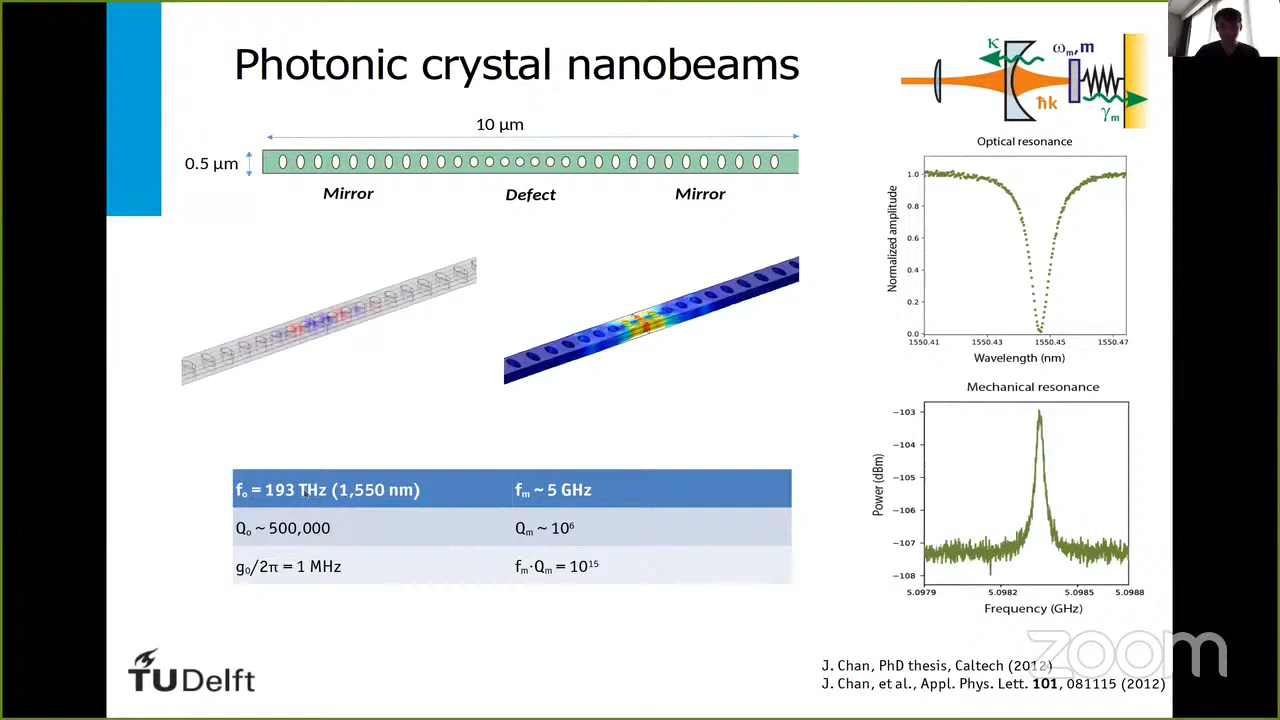 Photonic crystal nanobeams
10 μm
0.5 μm
Mirror
Defect
Mirror
κ
ωₘ,m
ħk
γₘ
Optical resonance
Normalized amplitude
1.0
0.8
0.6
0.4
0.2
0.0
1550.41
1550.43
1550.45
1550.47
Wavelength (nm)
Mechanical resonance
Power (dBm)
−103
−104
−105
−106
−107
−108
5.0979
5.0982
5.0985
5.0988
Frequency (GHz)
fₒ = 193 THz (1,550 nm)
fₘ ~ 5 GHz
Qₒ ~ 500,000
Qₘ ~ 10⁶
g₀/2π = 1 MHz
fₘ·Qₘ = 10¹⁵
TUDelft
J. Chan, PhD thesis, Caltech (2012)
J. Chan, et al., Appl. Phys. Lett. 101, 081115 (2012)
zoom